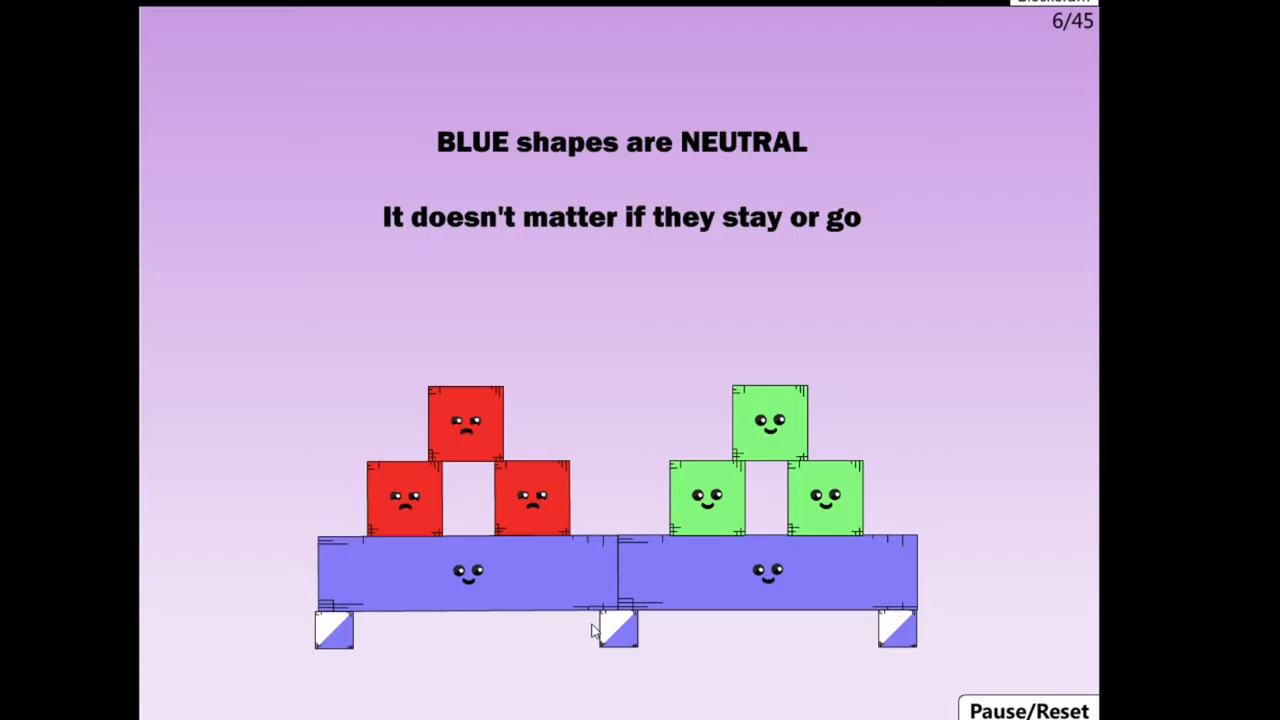 6/45
BLUE shapes are NEUTRAL
It doesn't matter if they stay or go
Pause/Reset